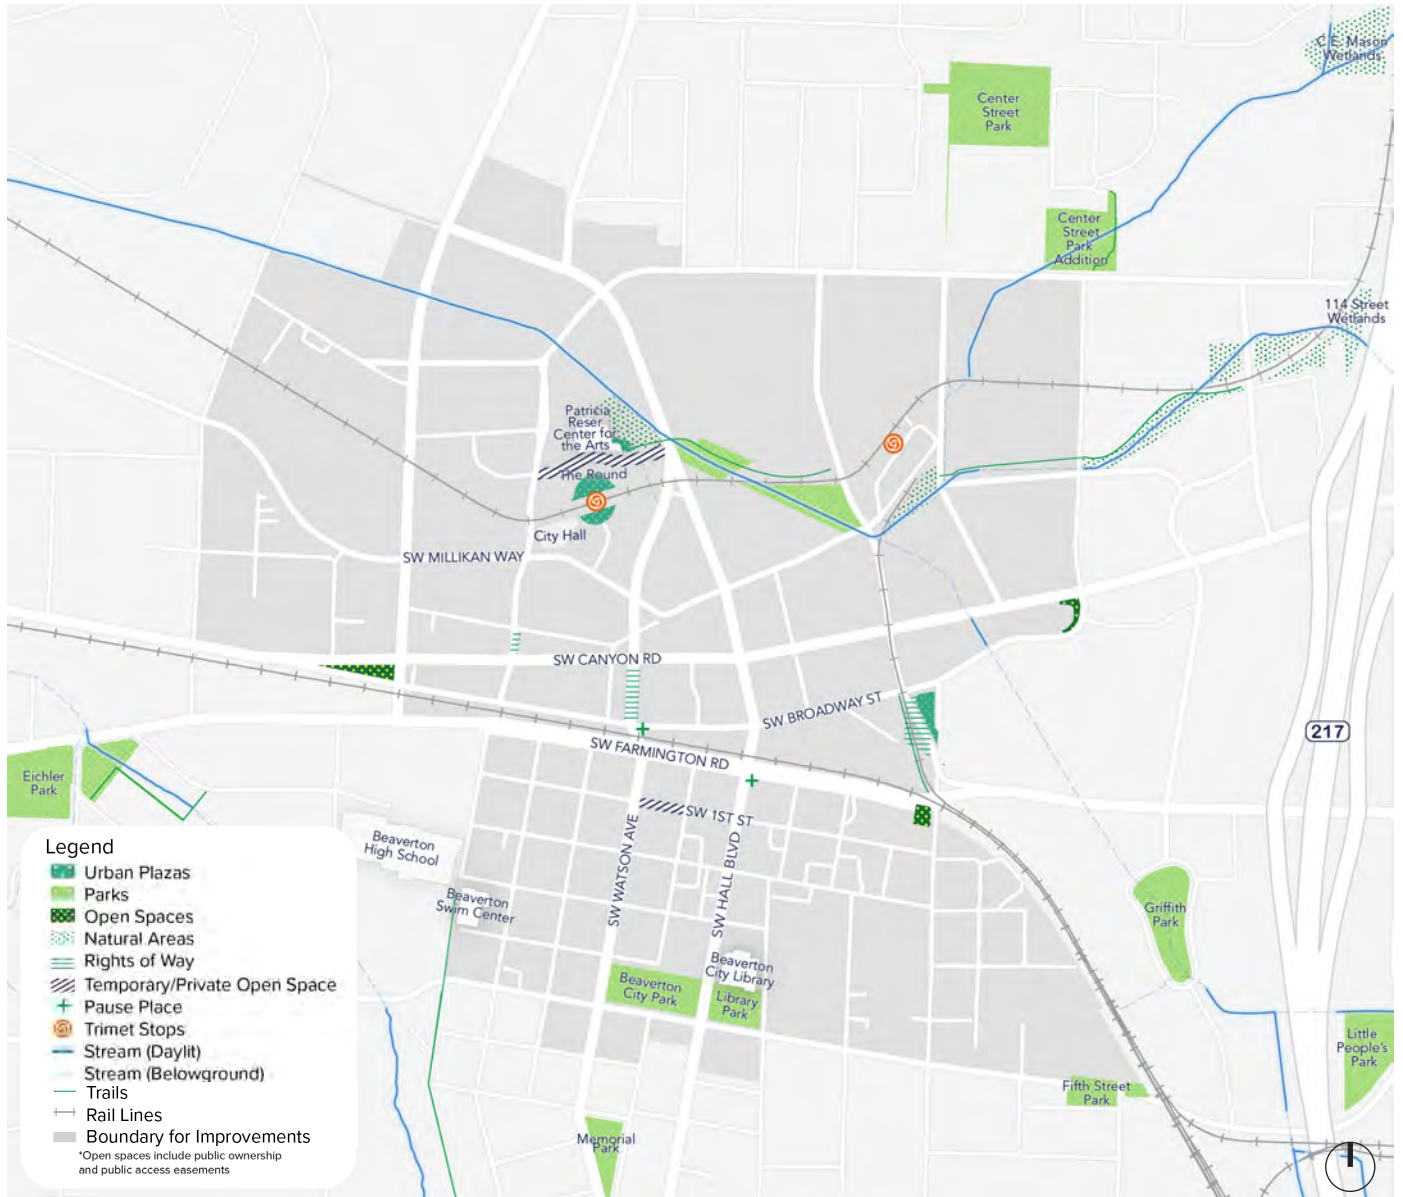 C.E. Mason
Wetlands
Center
Street
Park
Center
Street
Park
Addition
114 Street
Wetlands
Patricia
Reser
Center for
the Arts
The Round
City Hall
SW MILLIKAN WAY
SW CANYON RD
SW BROADWAY ST
SW FARMINGTON RD
217
Eichler
Park
SW 1ST ST
SW WATSON AVE
SW HALL BLVD
Beaverton
High School
Beaverton
Swim Center
Griffith
Park
Beaverton
City Library
Beaverton
City Park
Library
Park
Little
People's
Park
Fifth Street
Park
Memorial
Park
Legend
Urban Plazas
Parks
Open Spaces
Natural Areas
Rights of Way
Temporary/Private Open Space
Pause Place
Trimet Stops
Stream (Daylit)
Stream (Belowground)
Trails
Rail Lines
Boundary for Improvements
*Open spaces include public ownership
and public access easements